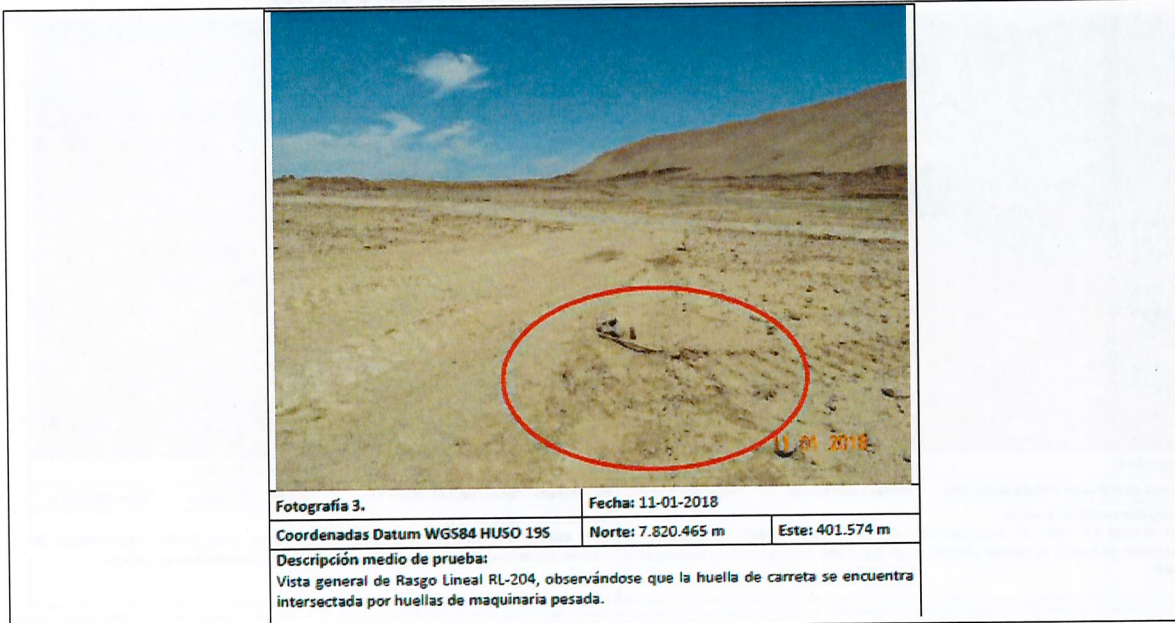 11 01 2018
Fotografía 3.
Fecha: 11-01-2018
Coordenadas Datum WGS84 HUSO 19S
Norte: 7.820.465 m
Este: 401.574 m
Descripción medio de prueba:
Vista general de Rasgo Lineal RL-204, observándose que la huella de carreta se encuentra
intersectada por huellas de maquinaria pesada.